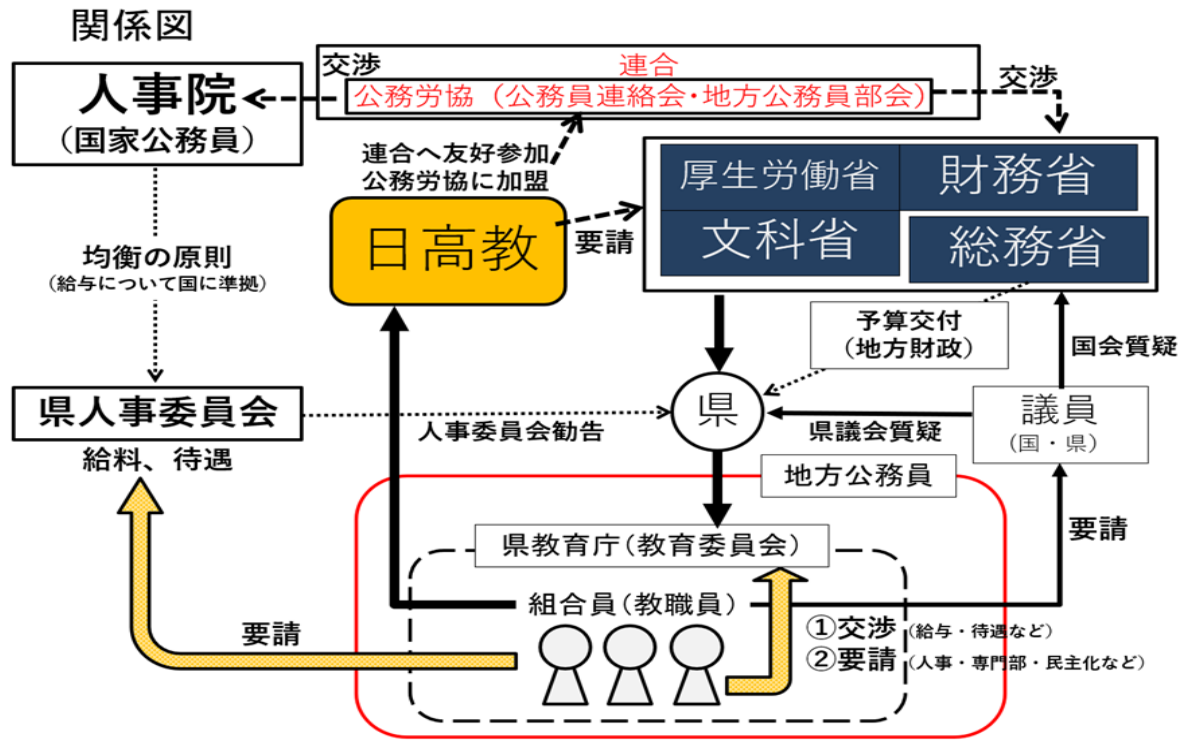 関係図
人事院
(国家公務員)
交渉
連合
公務労協(公務員連絡会・地方公務員部会)
交渉
連合へ友好参加
公務労協に加盟
日高教
要請
厚生労働省
財務省
文科省
総務省
均衡の原則
(給与について国に準拠)
予算交付
(地方財政)
国会質疑
県人事委員会
給料、待遇
人事委員会勧告
県
県議会質疑
議員
(国・県)
地方公務員
要請
県教育庁(教育委員会)
組合員(教職員)
要請
①交渉(給与・待遇など)
②要請(人事・専門部・民主化など)